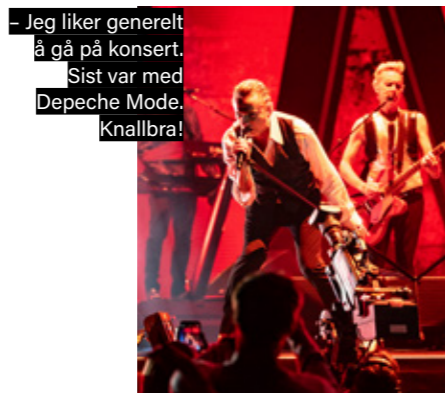 – Jeg liker generelt
å gå på konsert.
Sist var med
Depeche Mode.
Knallbra!